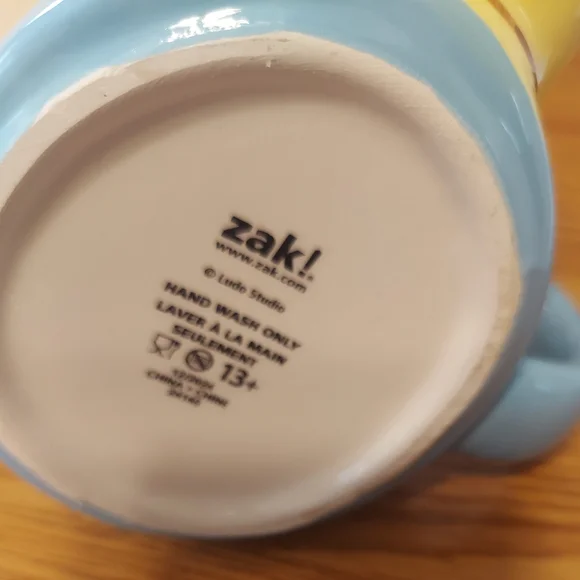 zak!
www.zak.com
© Ludo Studio
HAND WASH ONLY
LAVER À LA MAIN
SEULEMENT
13+
CHINA • CHINE